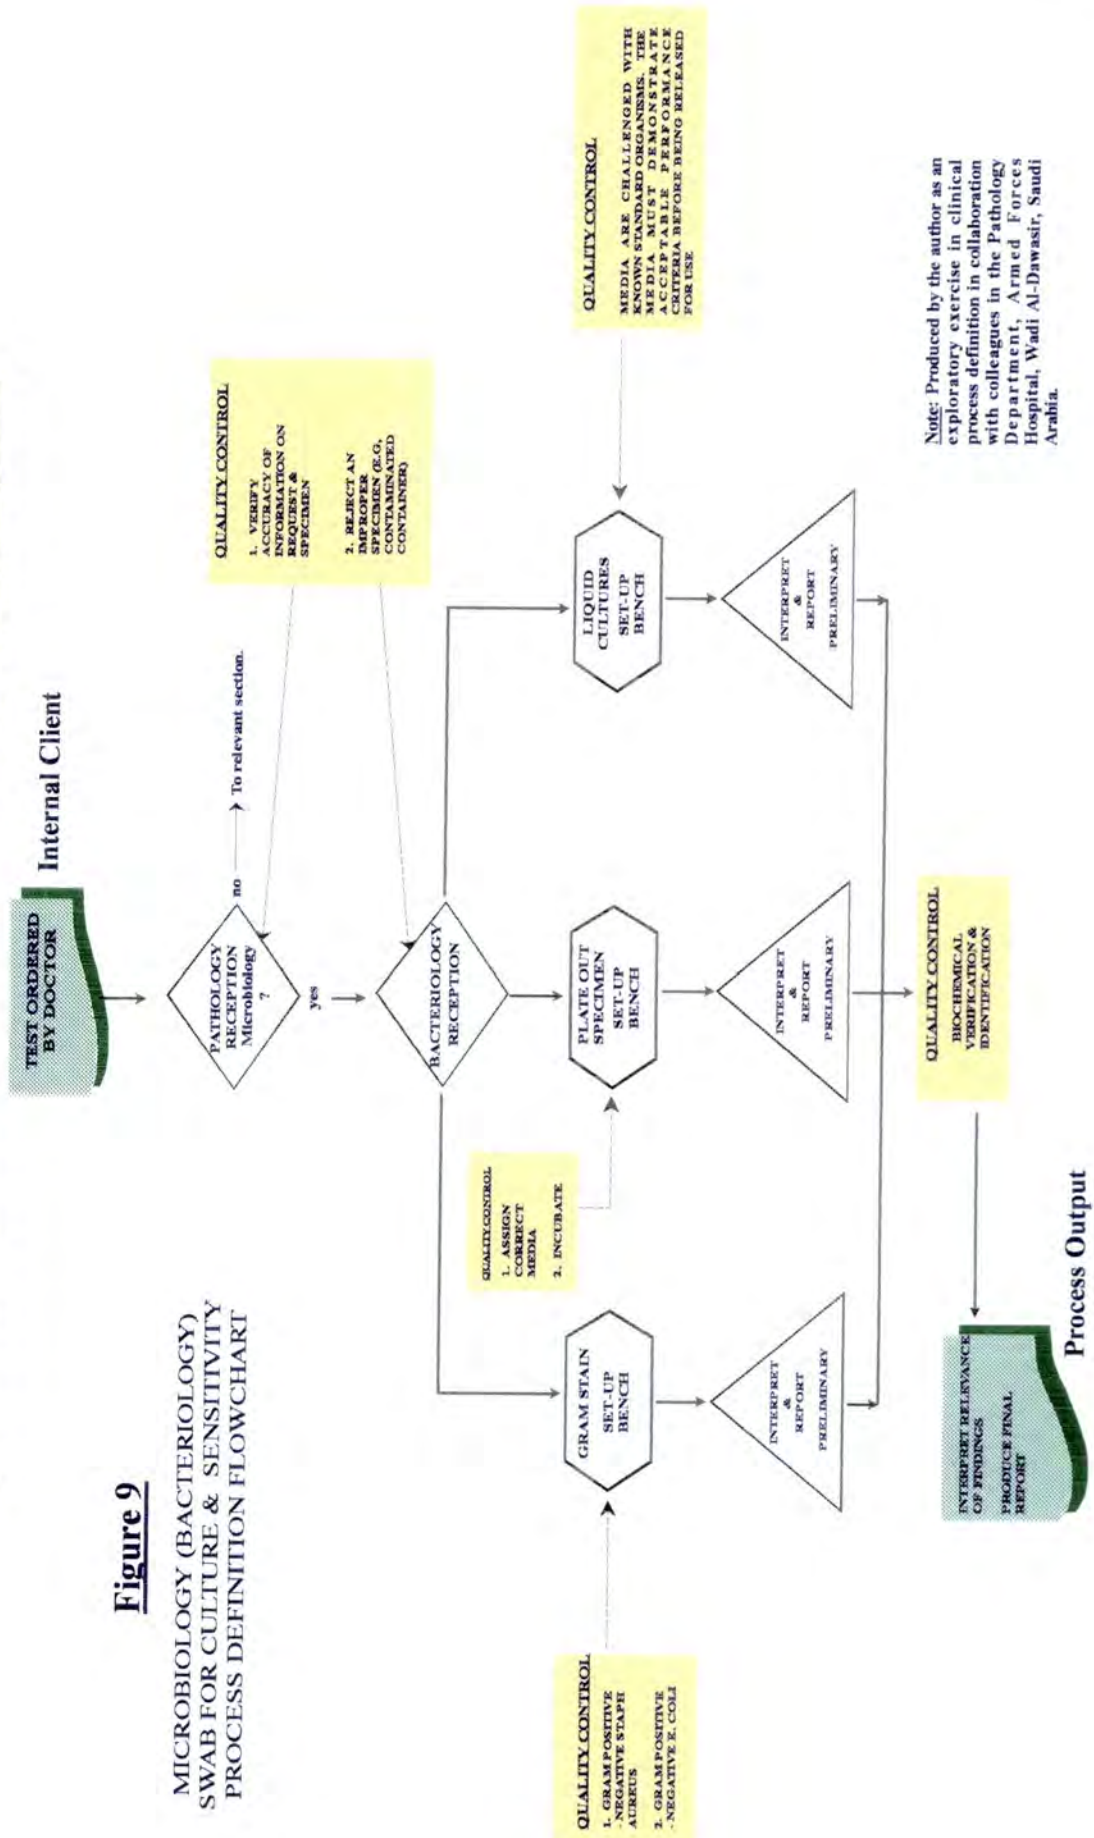 Figure 9
MICROBIOLOGY (BACTERIOLOGY)
SWAB FOR CULTURE & SENSITIVITY
PROCESS DEFINITION FLOWCHART
Internal Client
TEST ORDERED
BY DOCTOR
PATHOLOGY
RECEPTION
Microbiology
?
no
To relevant section.
yes
QUALITY CONTROL
1. VERIFY
ACCURACY OF
INFORMATION ON
REQUEST &
SPECIMEN
2. REJECT AN
IMPROPER
SPECIMEN (E.G,
CONTAMINATED
CONTAINER)
BACTERIOLOGY
RECEPTION
QUALITY CONTROL
1. GRAM POSITIVE
- NEGATIVE STAPH
AUREUS
2. GRAM POSITIVE
- NEGATIVE E. COLI
GRAM STAIN
SET-UP
BENCH
QUALITY CONTROL
1. ASSIGN
CORRECT
MEDIA
2. INCUBATE
PLATE OUT
SPECIMEN
SET-UP
BENCH
LIQUID
CULTURES
SET-UP
BENCH
QUALITY CONTROL
MEDIA ARE CHALLENGED WITH
KNOWN STANDARD ORGANISMS. THE
MEDIA MUST DEMONSTRATE
ACCEPTABLE PERFORMANCE
CRITERIA BEFORE BEING RELEASED
FOR USE
INTERPRET
&
REPORT
PRELIMINARY
INTERPRET
&
REPORT
PRELIMINARY
INTERPRET
&
REPORT
PRELIMINARY
QUALITY CONTROL
BIOCHEMICAL
VERIFICATION &
IDENTIFICATION
INTERPRET RELEVANCE
OF FINDINGS
PRODUCE FINAL
REPORT
Process Output
Note: Produced by the author as an
exploratory exercise in clinical
process definition in collaboration
with colleagues in the Pathology
Department, Armed Forces
Hospital, Wadi Al-Dawasir, Saudi
Arabia.